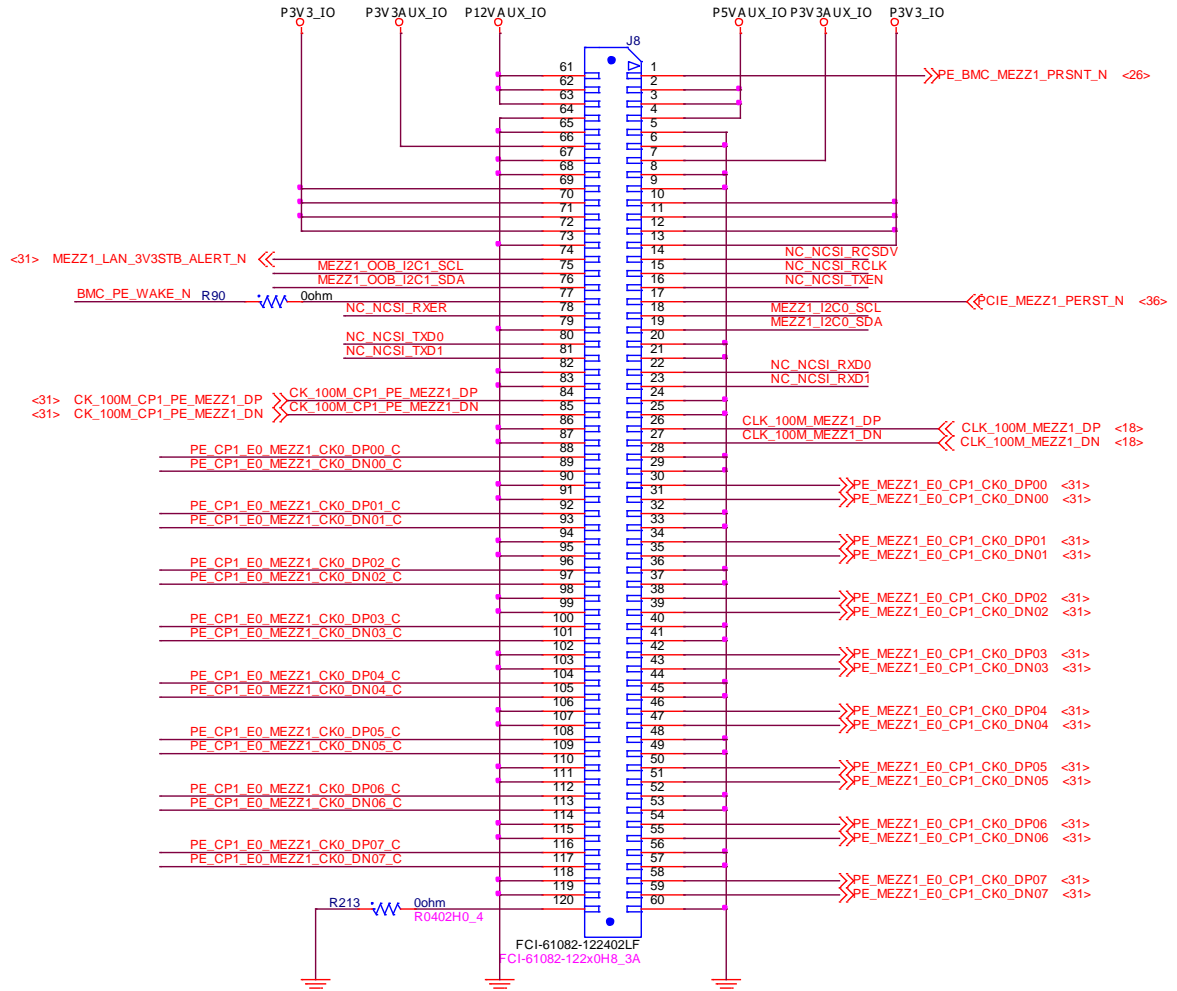 P3V3_IO P3V3AUX_IO P12VAUX_IO P5VAUX_IO P3V3AUX_IO P3V3_IO
J8
61 1 PE_BMC_MEZZ1_PRSNT_N <26>
62 2
63 3
64 4
65 5
66 6
67 7
68 8
69 9
70 10
71 11
72 12
73 13
<31> MEZZ1_LAN_3V3STB_ALERT_N 74 14 NC_NCSI_RCSDV
MEZZ1_OOB_I2C1_SCL 75 15 NC_NCSI_RCLK
MEZZ1_OOB_I2C1_SDA 76 16 NC_NCSI_TXEN
BMC_PE_WAKE_N R90 0ohm 77 17 PCIE_MEZZ1_PERST_N <36>
NC_NCSI_RXER 78 18 MEZZ1_I2C0_SCL
79 19 MEZZ1_I2C0_SDA
NC_NCSI_TXD0 80 20
NC_NCSI_TXD1 81 21
82 22 NC_NCSI_RXD0
83 23 NC_NCSI_RXD1
<31> CK_100M_CP1_PE_MEZZ1_DP CK_100M_CP1_PE_MEZZ1_DP 84 24
<31> CK_100M_CP1_PE_MEZZ1_DN CK_100M_CP1_PE_MEZZ1_DN 85 25
86 26 CLK_100M_MEZZ1_DP CLK_100M_MEZZ1_DP <18>
87 27 CLK_100M_MEZZ1_DN CLK_100M_MEZZ1_DN <18>
PE_CP1_E0_MEZZ1_CK0_DP00_C 88 28
PE_CP1_E0_MEZZ1_CK0_DN00_C 89 29
90 30 PE_MEZZ1_E0_CP1_CK0_DP00 <31>
91 31 PE_MEZZ1_E0_CP1_CK0_DN00 <31>
PE_CP1_E0_MEZZ1_CK0_DP01_C 92 32
PE_CP1_E0_MEZZ1_CK0_DN01_C 93 33
94 34 PE_MEZZ1_E0_CP1_CK0_DP01 <31>
95 35 PE_MEZZ1_E0_CP1_CK0_DN01 <31>
PE_CP1_E0_MEZZ1_CK0_DP02_C 96 36
PE_CP1_E0_MEZZ1_CK0_DN02_C 97 37
98 38 PE_MEZZ1_E0_CP1_CK0_DP02 <31>
99 39 PE_MEZZ1_E0_CP1_CK0_DN02 <31>
PE_CP1_E0_MEZZ1_CK0_DP03_C 100 40
PE_CP1_E0_MEZZ1_CK0_DN03_C 101 41
102 42 PE_MEZZ1_E0_CP1_CK0_DP03 <31>
103 43 PE_MEZZ1_E0_CP1_CK0_DN03 <31>
PE_CP1_E0_MEZZ1_CK0_DP04_C 104 44
PE_CP1_E0_MEZZ1_CK0_DN04_C 105 45
106 46 PE_MEZZ1_E0_CP1_CK0_DP04 <31>
107 47 PE_MEZZ1_E0_CP1_CK0_DN04 <31>
PE_CP1_E0_MEZZ1_CK0_DP05_C 108 48
PE_CP1_E0_MEZZ1_CK0_DN05_C 109 49
110 50 PE_MEZZ1_E0_CP1_CK0_DP05 <31>
111 51 PE_MEZZ1_E0_CP1_CK0_DN05 <31>
PE_CP1_E0_MEZZ1_CK0_DP06_C 112 52
PE_CP1_E0_MEZZ1_CK0_DN06_C 113 53
114 54 PE_MEZZ1_E0_CP1_CK0_DP06 <31>
115 55 PE_MEZZ1_E0_CP1_CK0_DN06 <31>
PE_CP1_E0_MEZZ1_CK0_DP07_C 116 56
PE_CP1_E0_MEZZ1_CK0_DN07_C 117 57
118 58 PE_MEZZ1_E0_CP1_CK0_DP07 <31>
119 59 PE_MEZZ1_E0_CP1_CK0_DN07 <31>
R213 0ohm 120 60
R0402H0_4
FCI-61082-122402LF
FCI-61082-122x0H8_3A